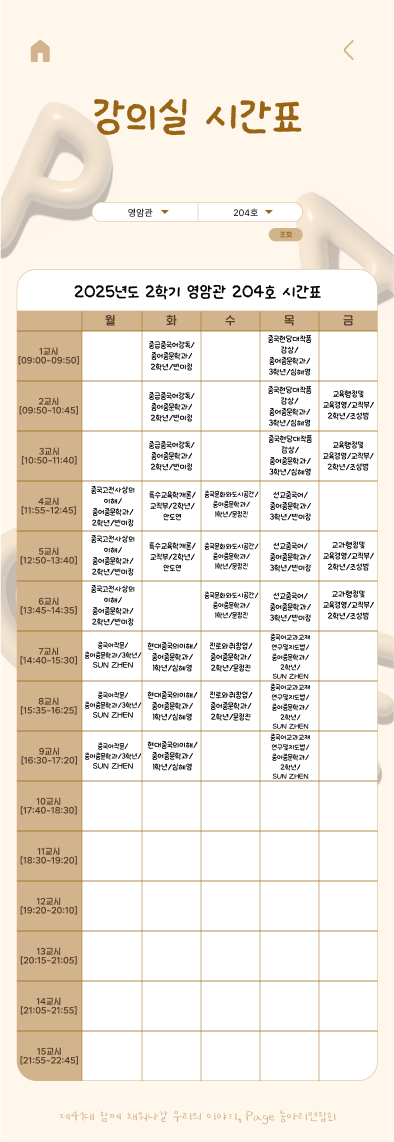 강의실 시간표
영암관 204호
조회
2025년도 2학기 영암관 204호 시간표
월 화 수 목 금
1교시
[09:00~09:50]
중급중국어강독/
중어중문학과/
2학년/반미정
중국현당대작품
감상/
중어중문학과/
3학년/심혜영
2교시
[09:50~10:45]
중급중국어강독/
중어중문학과/
2학년/반미정
중국현당대작품
감상/
중어중문학과/
3학년/심혜영
교육행정및
교육경영/교직부/
2학년/조성범
3교시
[10:50~11:40]
중급중국어강독/
중어중문학과/
2학년/반미정
중국현당대작품
감상/
중어중문학과/
3학년/심혜영
교육행정및
교육경영/교직부/
2학년/조성범
4교시
[11:55~12:45]
중국고전사상의
이해/
중어중문학과/
2학년/반미정
특수교육학개론/
교직부/2학년/
안도연
중국문화와도시공간/
중어중문학과/
1학년/문정진
선교중국어/
중어중문학과/
3학년/반미정
5교시
[12:50~13:40]
중국고전사상의
이해/
중어중문학과/
2학년/반미정
특수교육학개론/
교직부/2학년/
안도연
중국문화와도시공간/
중어중문학과/
1학년/문정진
선교중국어/
중어중문학과/
3학년/반미정
교과행정및
교육경영/교직부/
2학년/조성범
6교시
[13:45~14:35]
중국고전사상의
이해/
중어중문학과/
2학년/반미정
중국문화와도시공간/
중어중문학과/
1학년/문정진
선교중국어/
중어중문학과/
3학년/반미정
교과행정및
교육경영/교직부/
2학년/조성범
7교시
[14:40~15:30]
중국어작문/
중어중문학과/3학년/
SUN ZHEN
현대중국의이해/
중어중문학과/
1학년/심혜영
진로와취창업/
중어중문학과/
2학년/문정진
중국어교과교재
연구및지도법/
중어중문학과/
2학년/
SUN ZHEN
8교시
[15:35~16:25]
중국어작문/
중어중문학과/3학년/
SUN ZHEN
현대중국의이해/
중어중문학과/
1학년/심혜영
진로와취창업/
중어중문학과/
2학년/문정진
중국어교과교재
연구및지도법/
중어중문학과/
2학년/
SUN ZHEN
9교시
[16:30~17:20]
중국어작문/
중어중문학과/3학년/
SUN ZHEN
현대중국의이해/
중어중문학과/
1학년/심혜영
중국어교과교재
연구및지도법/
중어중문학과/
2학년/
SUN ZHEN
10교시
[17:40~18:30]
11교시
[18:30~19:20]
12교시
[19:20~20:10]
13교시
[20:15~21:05]
14교시
[21:05~21:55]
15교시
[21:55~22:45]
제41대 함께 채워나갈 우리의 이야기, Page 동아리연합회